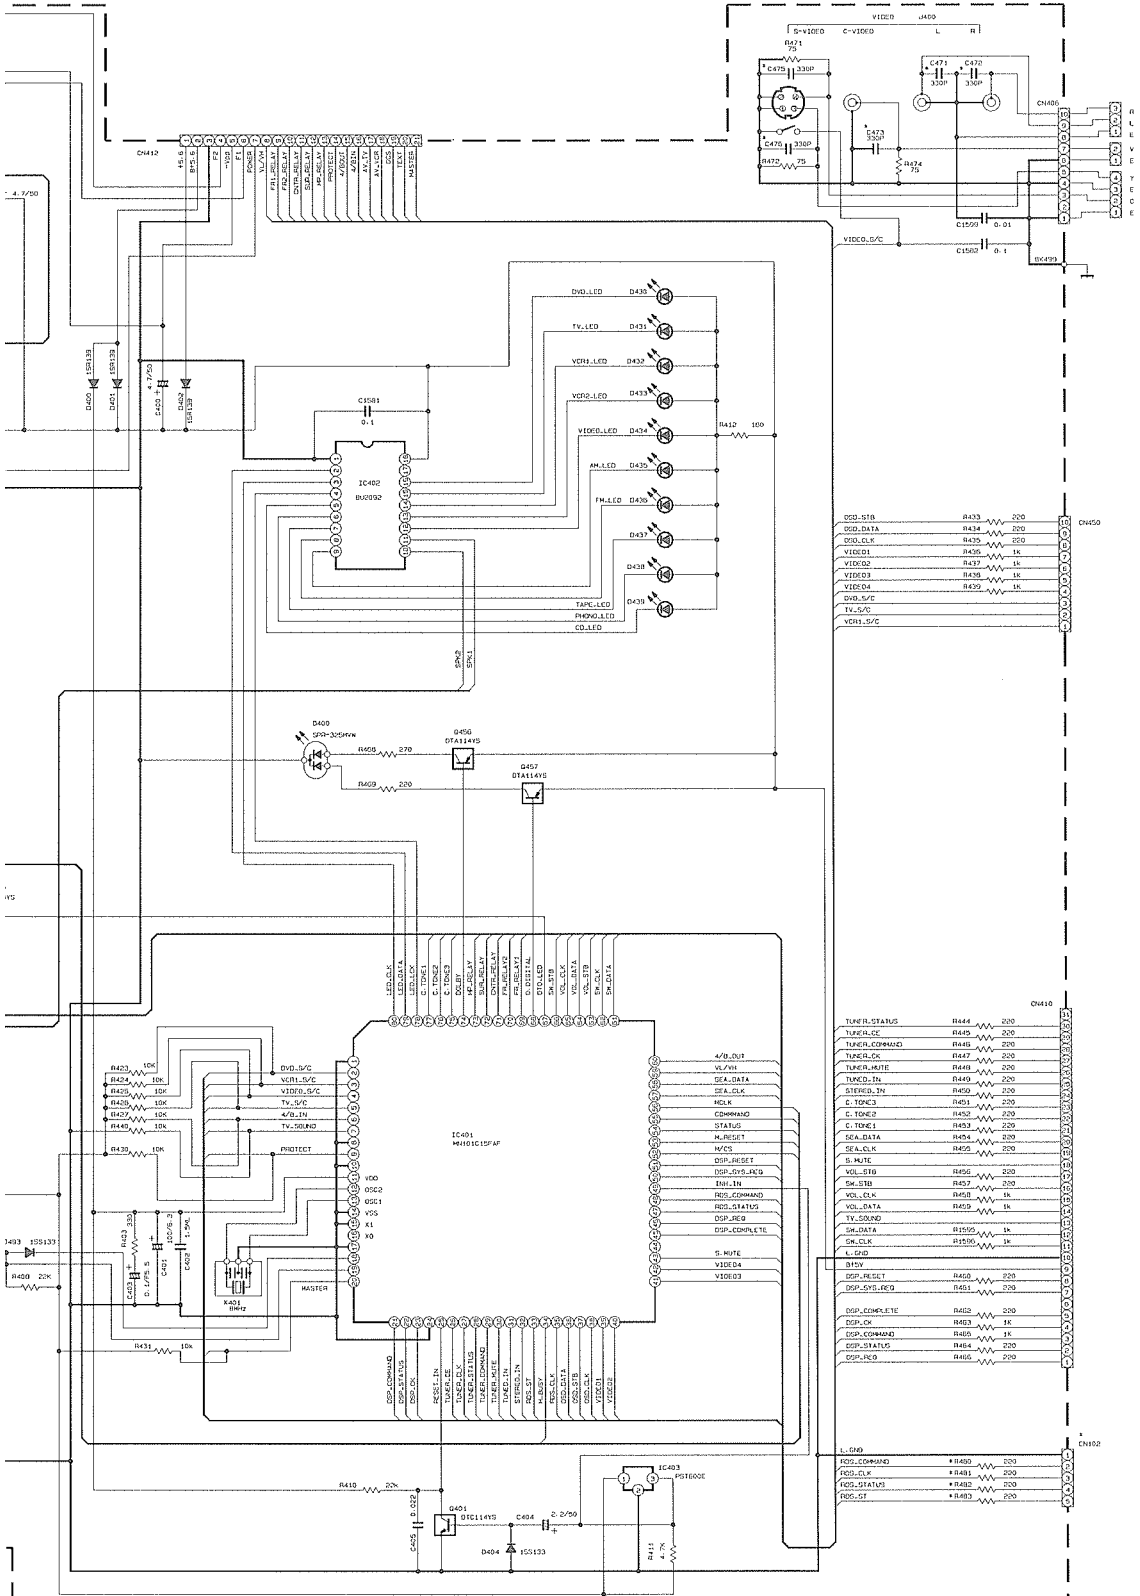 VIDEO J400
S-VIDEO C-VIDEO L R
R471
75
C475 330P
C471
330P
C472
330P
CN406
C473
330P
C476 330P
R472 75
R474
75
C1599 0.01
VIDEO_S/C
C1582 0.1
BK499
CN412
+5.6
B+5.6
F2
-VPP
F1
POWER
VL/VH
FR1_RELAY
FR2_RELAY
CNTR_RELAY
SUR_RELAY
HP_RELAY
PROTECT
4/8OUT
4/8IN
AV_TV
AV_VCR
TEXT
MASTER
4.7/50
DVD_LED D430
TV_LED D431
VCR1_LED D432
VCR2_LED D433
VIDEO_LED D434
AM_LED D435
FM_LED D436
D437
D438
D439
TAPE_LED
PHONO_LED
CD_LED
R412 180
1SR139
D400
1SR139
D401
4.7/50
1SR139
D402
C1581
0.1
IC402
BU2092
SPK2
SPK1
OSD_STB R433 220
OSD_DATA R434 220
OSD_CLK R435 220
VIDEO1 R436 1k
VIDEO2 R437 1k
VIDEO3 R438 1K
VIDEO4 R439 1K
DVD_S/C
TV_S/C
VCR1_S/C
CN450
D400
SPR-325MVW
R468 270
Q456
DTA114YS
R469 220
Q457
DTA114YS
LED_CLK
LED_DATA
LED_LCK
C.TONE1
C.TONE2
C.TONE3
DOLBY
HP_RELAY
SUR_RELAY
CNTR_RELAY
FR_RELAY2
FR_RELAY1
D.DIGITAL
DIG_LED
SW_STB
VOL_CLK
VOL_DATA
VOL_STB
SW_CLK
SW_DATA
R423 10K
R424 10K
R425 10K
R426 10K
R427 10K
R440 10K
R430 10K
DVD_S/C
VCR1_S/C
VIDEO_S/C
TV_S/C
4/8_IN
TV_SOUND
PROTECT
VDD
OSC2
OSC1
VSS
X1
X0
MASTER
IC401
MN101C15FAF
4/8_OUT
VL/VH
SEA_DATA
SEA_CLK
MCLK
COMMMAND
STATUS
M_RESET
M/CS
DSP_RESET
DSP_SYS_REQ
INH_IN
RDS_COMMAND
RDS_STATUS
DSP_REQ
DSP_COMPLETE
S.MUTE
VIDEO4
VIDEO3
D493 1SS133
R408 22K
R403 330
C403 0.1/F5.5
C401 100/6.3
C402 1.5ML
X401
8MHz
R431 10k
DSP_COMMAND
DSP_STATUS
DSP_CK
RESET_IN
TUNER_CE
TUNER_CLK
TUNER_STATUS
TUNER_COMMAND
TUNER_MUTE
TUNED_IN
STEREO_IN
RDS_ST
M_BUSY
RDS_CLK
OSD_DATA
OSD_STB
OSD_CLK
VIDEO1
VIDEO2
CN410
TUNER_STATUS R444 220
TUNER_CE R445 220
TUNER_COMMAND R446 220
TUNER_CK R447 220
TUNER_MUTE R448 220
TUNED_IN R449 220
STEREO_IN R450 220
C.TONE3 R451 220
C.TONE2 R452 220
C.TONE1 R453 220
SEA_DATA R454 220
SEA_CLK R455 220
S.MUTE
VOL_STB R456 220
SW_STB R457 220
VOL_CLK R458 1k
VOL_DATA R459 1k
TV_SOUND
SW_DATA R1595 1k
SW_CLK R1596 1k
L.GND
B+5V
DSP_RESET R460 220
DSP_SYS_REQ R461 220
DSP_COMPLETE R462 220
DSP_CK R463 1K
DSP_COMMAND R465 1K
DSP_STATUS R464 220
DSP_REQ R466 220
CN102
L.GND
RDS_COMMAND *R480 220
RDS_CLK *R481 220
RDS_STATUS *R482 220
RDS_ST *R483 220
R410 22k
C405 0.022
Q401
DTC114YS
C404 2.2/50
D404 1SS133
IC403
PST600E
R411 4.7K